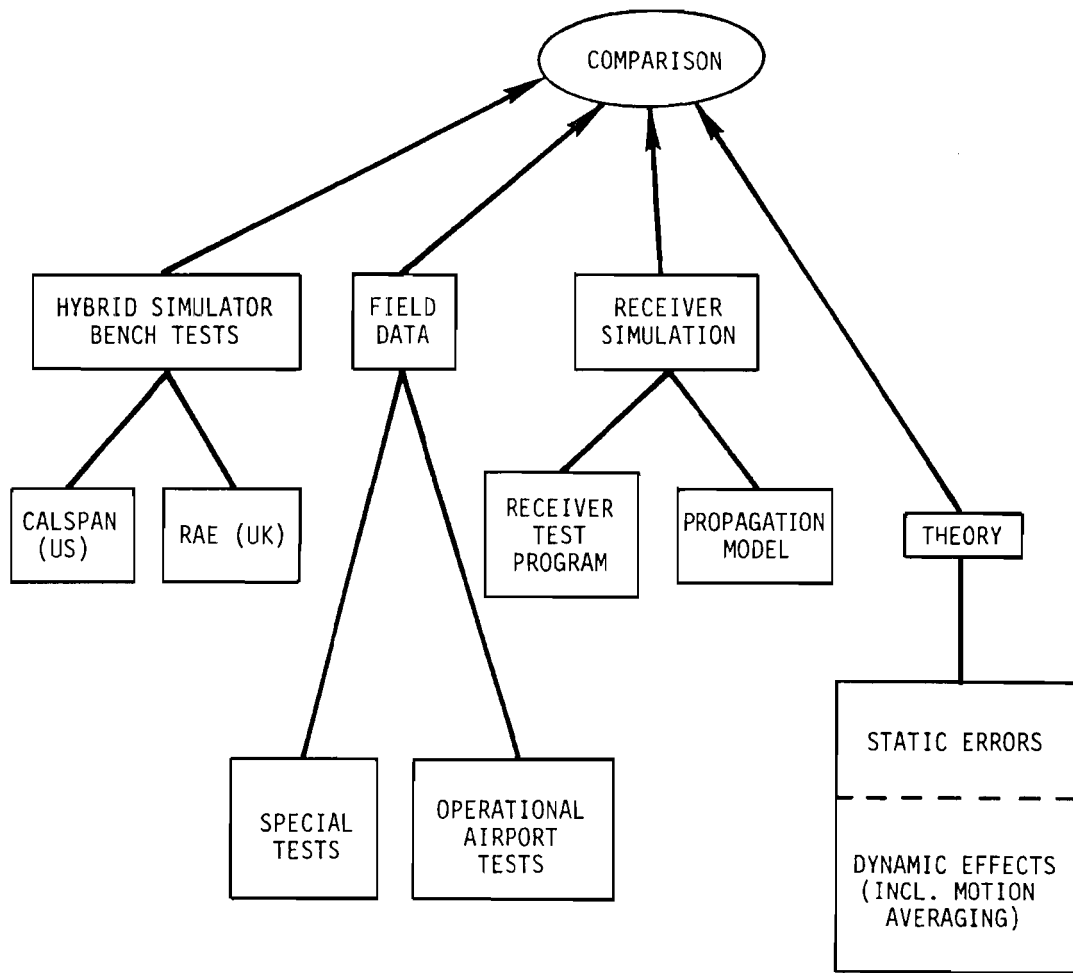 COMPARISON
HYBRID SIMULATOR
BENCH TESTS
FIELD
DATA
RECEIVER
SIMULATION
CALSPAN
(US)
RAE (UK)
RECEIVER
TEST
PROGRAM
PROPAGATION
MODEL
THEORY
SPECIAL
TESTS
OPERATIONAL
AIRPORT
TESTS
STATIC ERRORS
DYNAMIC EFFECTS
(INCL. MOTION
AVERAGING)